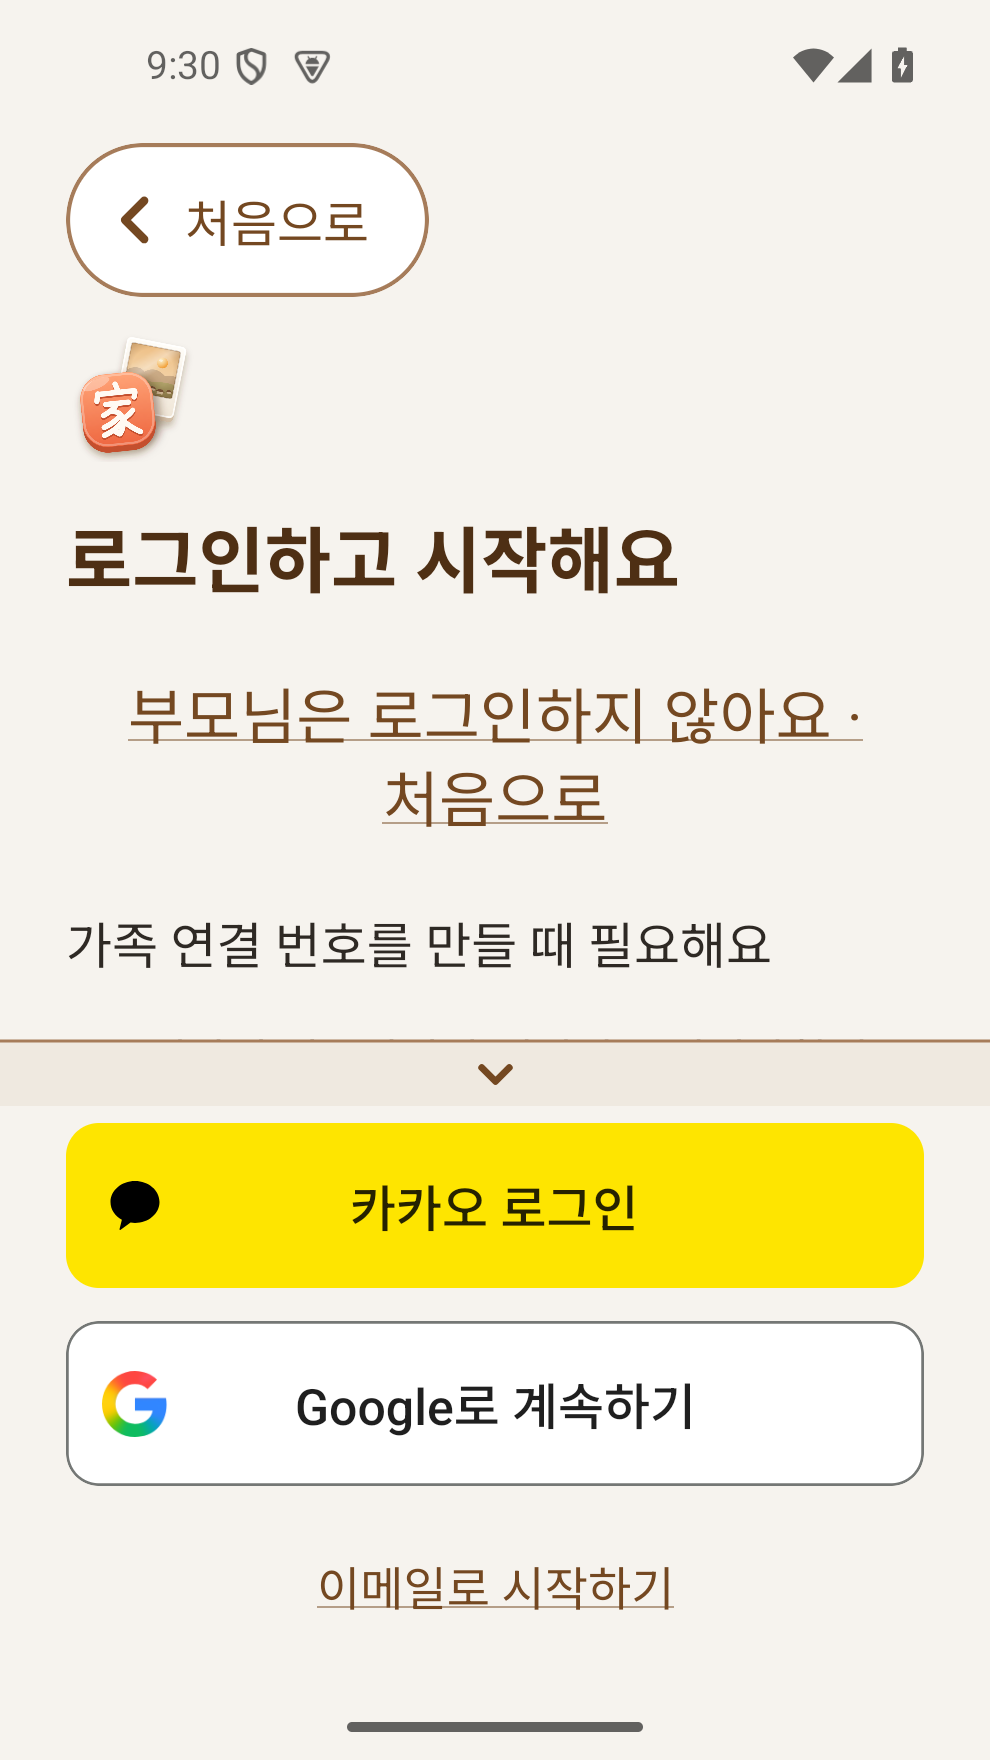 9:30
처음으로
家
로그인하고 시작해요
부모님은 로그인하지 않아요 ·
처음으로
가족 연결 번호를 만들 때 필요해요
카카오 로그인
Google로 계속하기
이메일로 시작하기